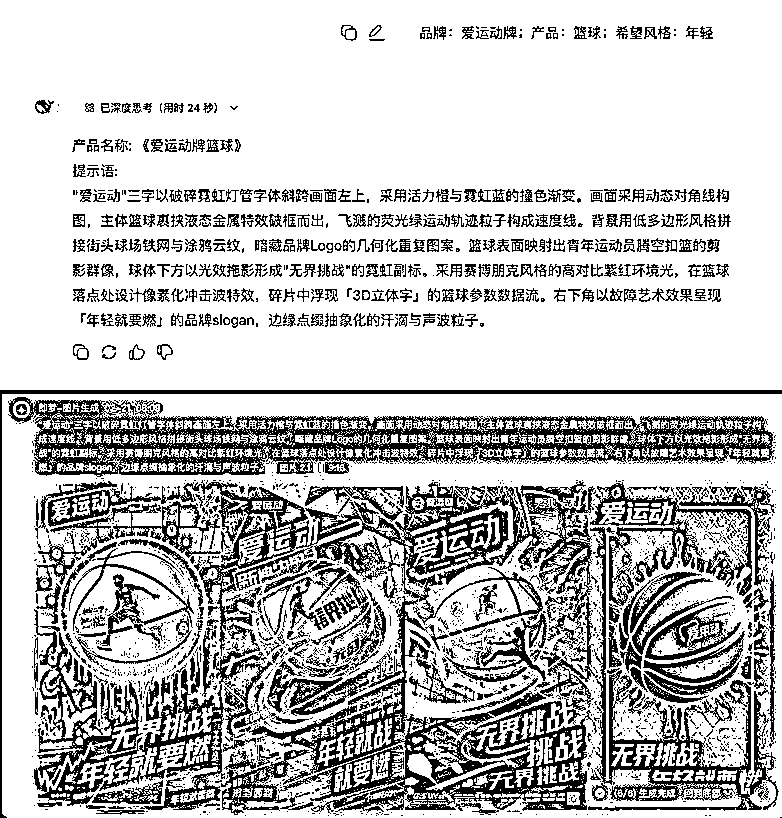 品牌：爱运动牌；产品：篮球；希望风格：年轻
已深度思考（用时 24 秒）
产品名称：《爱运动牌篮球》
提示语：
"爱运动"三字以破碎霓虹灯管字体斜跨画面左上，采用活力橙与霓虹蓝的撞色渐变。画面采用动态对角线构
图，主体篮球裹挟液态金属特效破框而出，飞溅的荧光绿运动轨迹粒子构成速度线。背景用低多边形风格拼
接街头球场铁网与涂鸦云纹，暗藏品牌Logo的几何化重复图案。篮球表面映射出青年运动员腾空扣篮的剪
影群像，球体下方以光效拖影形成"无界挑战"的霓虹副标。采用赛博朋克风格的高对比紫红环境光，在篮球
落点处设计像素化冲击波特效，碎片中浮现「3D立体字」的篮球参数数据流。右下角以故障艺术效果呈现
「年轻就要燃」的品牌slogan，边缘点缀抽象化的汗滴与声波粒子。
即梦-图片生成
"爱运动"三字以破碎霓虹灯管字体斜跨画面左上，采用活力橙与霓虹蓝的撞色渐变。画面采用动态对角线构图，主体篮球裹挟液态金属特效破框而出，飞溅的荧光绿运动轨迹粒子构
成速度线。背景用低多边形风格拼接街头球场铁网与涂鸦云纹，暗藏品牌Logo的几何化重复图案。篮球表面映射出青年运动员腾空扣篮的剪影群像，球体下方以光效拖影形成"无界挑
战"的霓虹副标。采用赛博朋克风格的高对比紫红环境光，在篮球落点处设计像素化冲击波特效，碎片中浮现「3D立体字」的篮球参数数据流。右下角以故障艺术效果呈现「年轻就要
燃」的品牌slogan，边缘点缀抽象化的汗滴与声波粒子。 图片 2.1 9:16
爱运动
无界挑战
年轻就要燃
爱运动
爱运动
年轻就战
就要燃
爱运动
无界挑战
挑战
无界挑战
爱运动
无界挑战